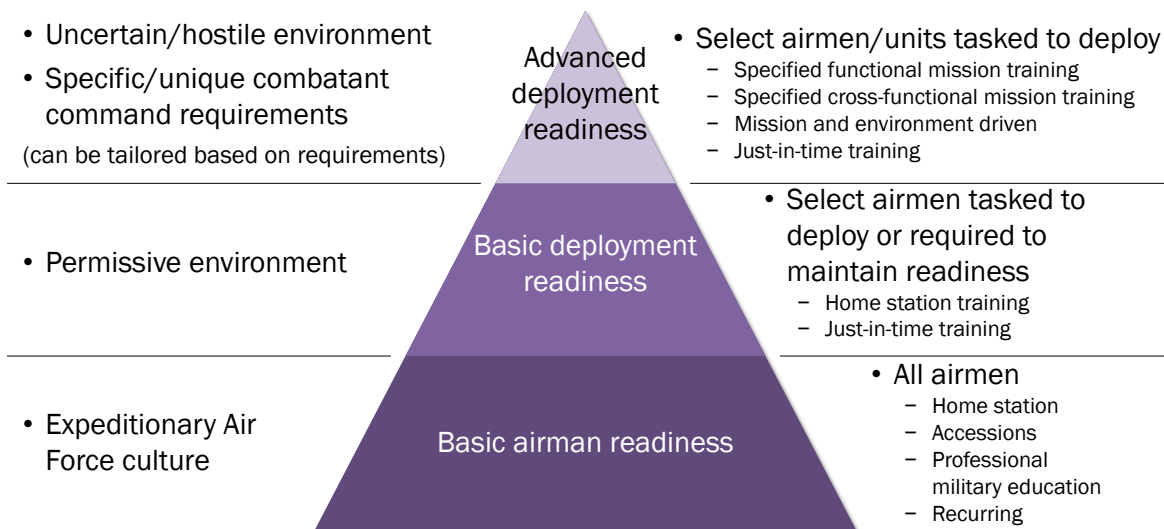 • Uncertain/hostile environment
• Specific/unique combatant
command requirements
(can be tailored based on requirements)
Advanced
deployment
readiness
• Select airmen/units tasked to deploy
– Specified functional mission training
– Specified cross-functional mission training
– Mission and environment driven
– Just-in-time training
• Permissive environment
Basic deployment
readiness
• Select airmen tasked to
deploy or required to
maintain readiness
– Home station training
– Just-in-time training
• Expeditionary Air
Force culture
Basic airman readiness
• All airmen
– Home station
– Accessions
– Professional
military education
– Recurring